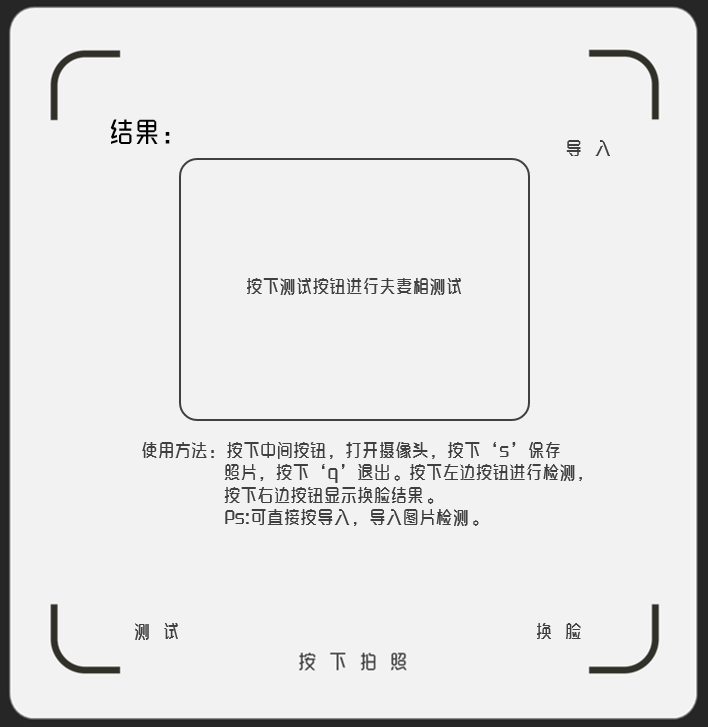 结果：
导 入
按下测试按钮进行夫妻相测试
使用方法：按下中间按钮，打开摄像头，按下‘s’保存
照片，按下‘q’退出。按下左边按钮进行检测，
按下右边按钮显示换脸结果。
Ps:可直接按导入，导入图片检测。
测 试
换 脸
按 下 拍 照